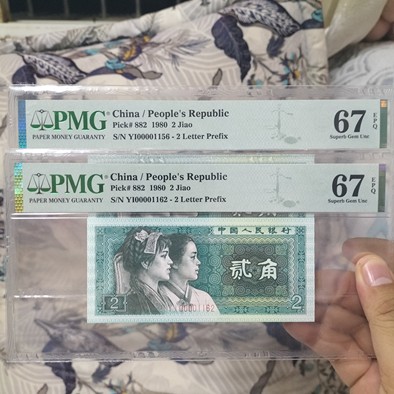 PMG
PAPER MONEY GUARANTY
China / People's Republic
Pick# 882 1980 2 Jiao
S/N YI00001156 - 2 Letter Prefix
67 EPQ
Superb Gem Unc
PMG
PAPER MONEY GUARANTY
China / People's Republic
Pick# 882 1980 2 Jiao
S/N YI00001162 - 2 Letter Prefix
67 EPQ
Superb Gem Unc
中国人民银行
贰角
2
YI00001162
2